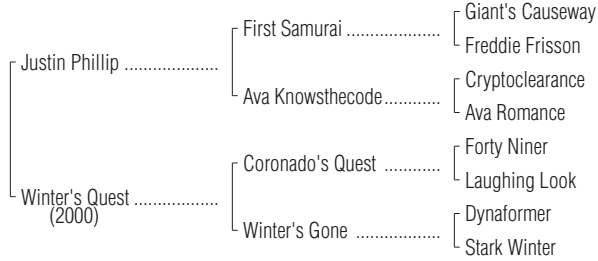 Giant's Causeway
First Samurai ....................
Freddie Frisson
Justin Phillip ....................
Cryptoclearance
Ava Knowsthecode............
Ava Romance
Forty Niner
Coronado's Quest ............
Laughing Look
Winter's Quest ..................
(2000)
Dynaformer
Winter's Gone ..................
Stark Winter